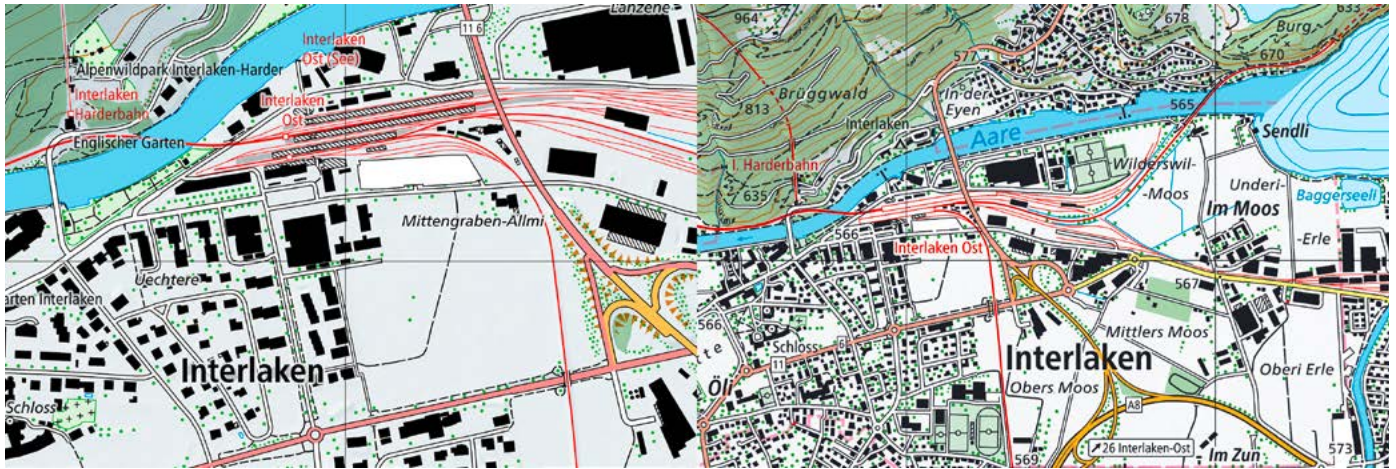 Lanzene
116
Interlaken
Ost (See)
Alpenwildpark Interlaken-Harder
Interlaken
Harderbahn
Interlaken
Ost
Englischer Garten
Mittengraben-Allmi
Uechtere
arten Interlaken
Interlaken
Schloss
964
678
633
Burg
57
670
Brüggwald
813
In der
Eyen
565
Interlaken
Aare
Sendli
I. Harderbahn
Wilderswil-
-Moos
Underi-
Baggerseeli
635
Im Moos
566
Interlaken Ost
-Erle
567
566
Mittlers Moos
Schloss
6
tte
11
Interlaken
Öli
Obers Moos
Oberi Erle
A8
26 Interlaken-Ost
569
Im Zun
573